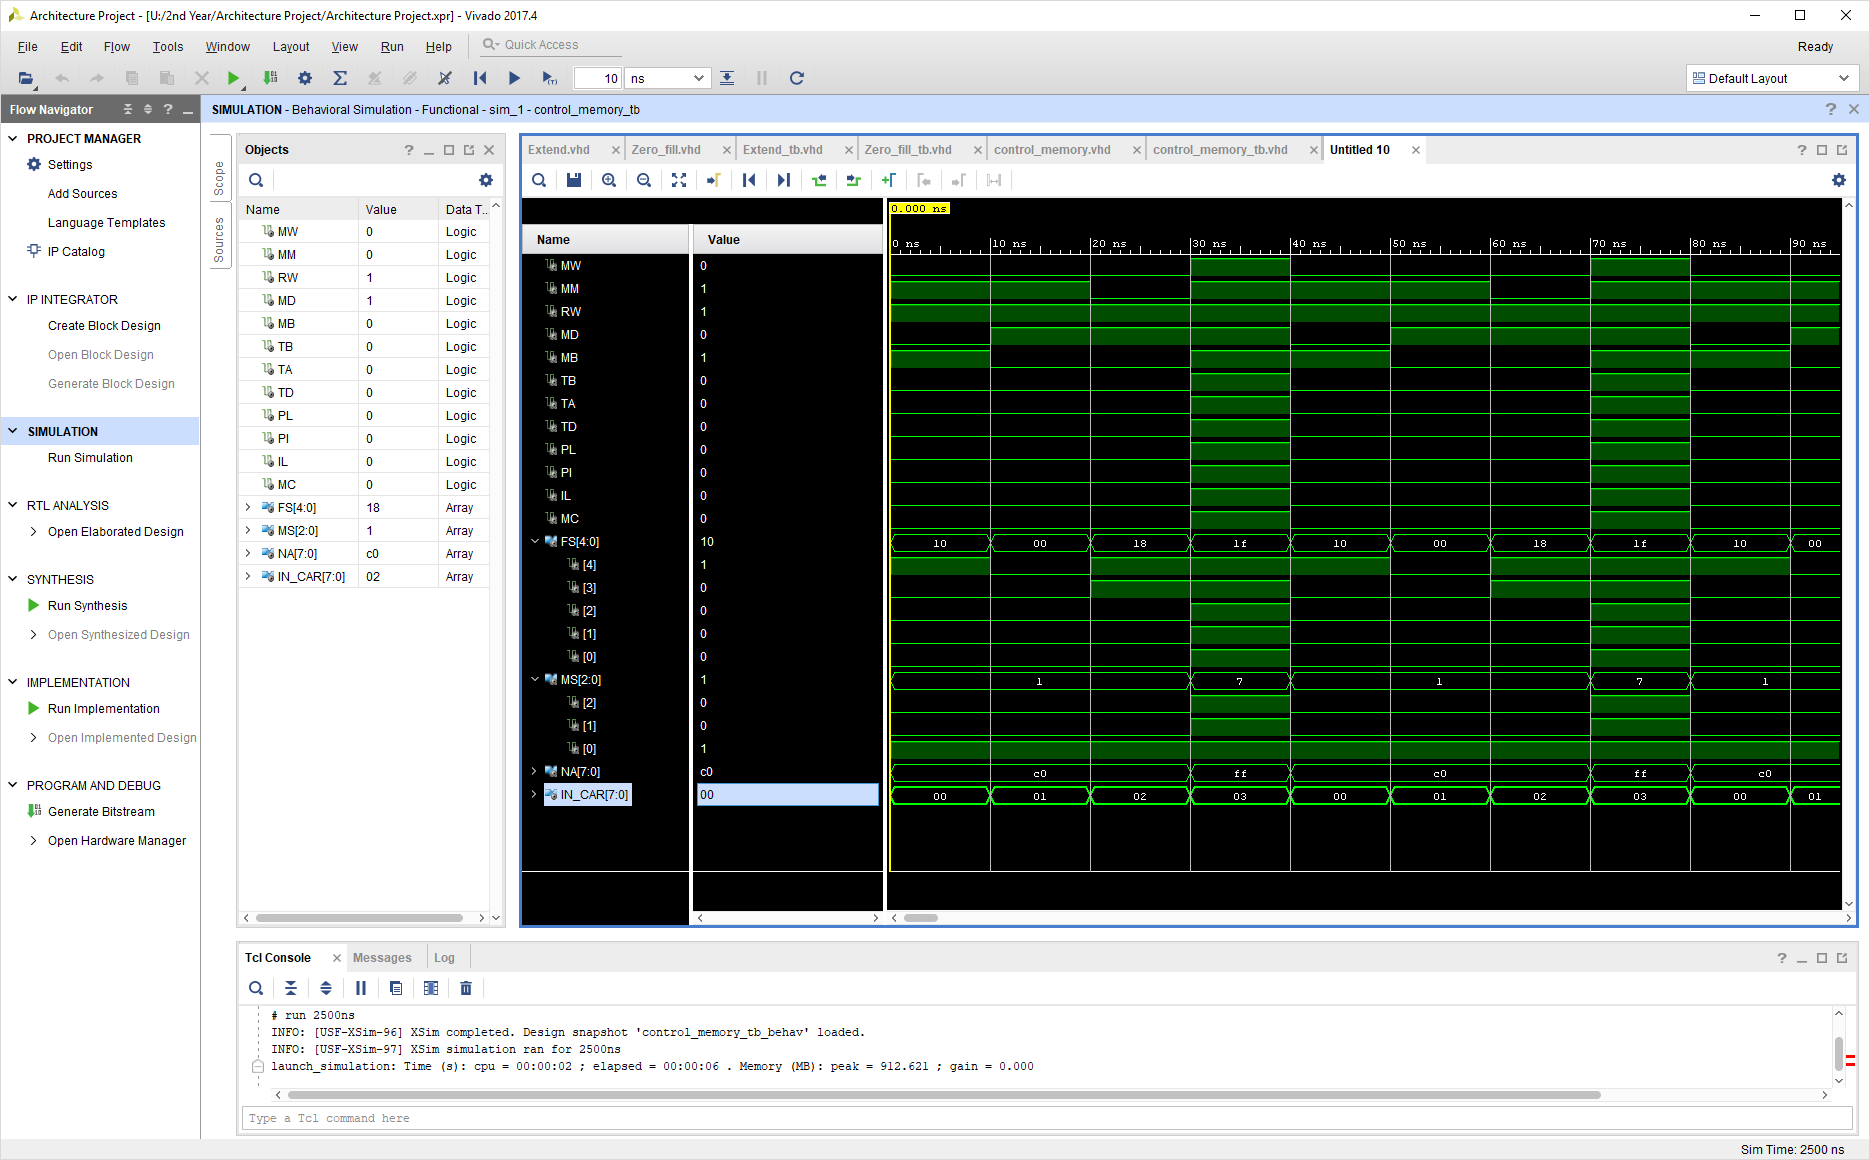 Architecture Project - [U:/2nd Year/Architecture Project/Architecture Project.xpr] - Vivado 2017.4
File Edit Flow Tools Window Layout View Run Help Quick Access Ready
10 ns Default Layout
Flow Navigator
SIMULATION - Behavioral Simulation - Functional - sim_1 - control_memory_tb
PROJECT MANAGER
Settings
Add Sources
Language Templates
IP Catalog
IP INTEGRATOR
Create Block Design
Open Block Design
Generate Block Design
SIMULATION
Run Simulation
RTL ANALYSIS
Open Elaborated Design
SYNTHESIS
Run Synthesis
Open Synthesized Design
IMPLEMENTATION
Run Implementation
Open Implemented Design
PROGRAM AND DEBUG
Generate Bitstream
Open Hardware Manager
Scope
Sources
Objects
Name Value Data T...
MW 0 Logic
MM 0 Logic
RW 1 Logic
MD 1 Logic
MB 0 Logic
TB 0 Logic
TA 0 Logic
TD 0 Logic
PL 0 Logic
PI 0 Logic
IL 0 Logic
MC 0 Logic
FS[4:0] 18 Array
MS[2:0] 1 Array
NA[7:0] c0 Array
IN_CAR[7:0] 02 Array
Extend.vhd Zero_fill.vhd Extend_tb.vhd Zero_fill_tb.vhd control_memory.vhd control_memory_tb.vhd Untitled 10
0.000 ns
Name Value
0 ns 10 ns 20 ns 30 ns 40 ns 50 ns 60 ns 70 ns 80 ns 90 ns
MW 0
MM 1
RW 1
MD 0
MB 1
TB 0
TA 0
TD 0
PL 0
PI 0
IL 0
MC 0
FS[4:0] 10 10 00 18 1f 10 00 18 1f 10 00
[4] 1
[3] 0
[2] 0
[1] 0
[0] 0
MS[2:0] 1 1 7 1 7 1
[2] 0
[1] 0
[0] 1
NA[7:0] c0 c0 ff c0 ff c0
IN_CAR[7:0] 00 00 01 02 03 00 01 02 03 00 01
Tcl Console Messages Log
# run 2500ns
INFO: [USF-XSim-96] XSim completed. Design snapshot 'control_memory_tb_behav' loaded.
INFO: [USF-XSim-97] XSim simulation ran for 2500ns
launch_simulation: Time (s): cpu = 00:00:02 ; elapsed = 00:00:06 . Memory (MB): peak = 912.621 ; gain = 0.000
Type a Tcl command here
Sim Time: 2500 ns